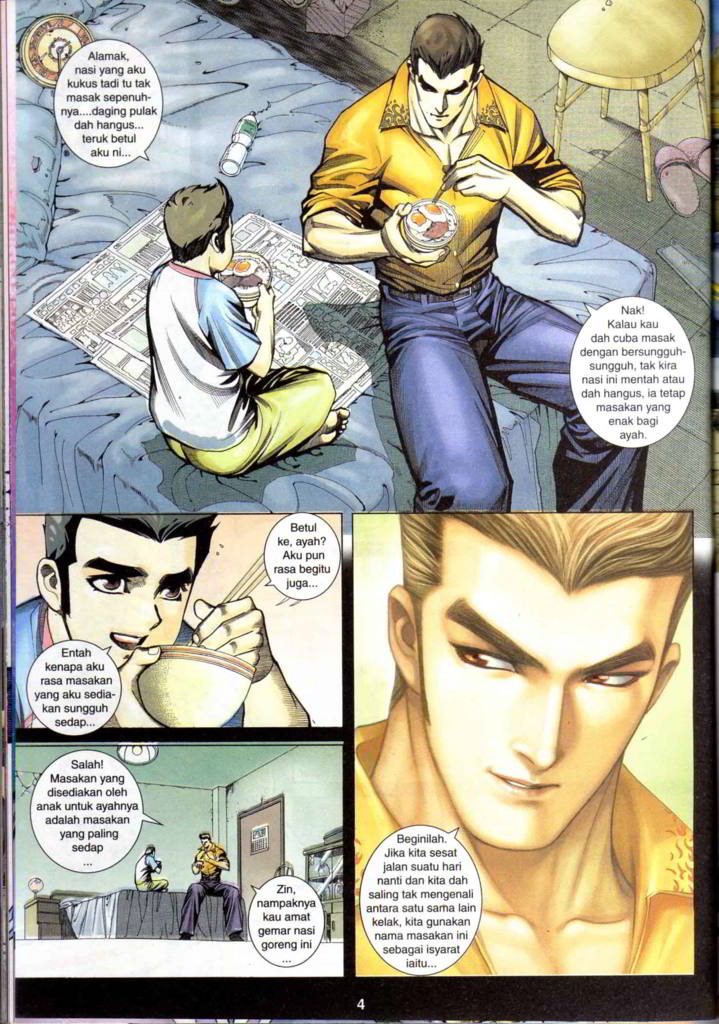 Alamak,
nasi yang aku
kukus tadi tu tak
masak sepenuh-
nya....daging pulak
dah hangus...
teruk betul
aku ni...
Nak!
Kalau kau
dah cuba masak
dengan bersungguh-
sungguh, tak kira
nasi ini mentah atau
dah hangus, ia tetap
masakan yang
enak bagi
ayah.
Betul
ke, ayah?
Aku pun
rasa begitu
juga...
Entah
kenapa aku
rasa masakan
yang aku sedia-
kan sungguh
sedap...
Salah!
Masakan yang
disediakan oleh
anak untuk ayahnya
adalah masakan
yang paling
sedap
...
Zin,
nampaknya
kau amat
gemar nasi
goreng ini
...
Beginilah.
Jika kita sesat
jalan suatu hari
nanti dan kita dah
saling tak mengenali
antara satu sama lain
kelak, kita gunakan
nama masakan ini
sebagai isyarat
iaitu...
4